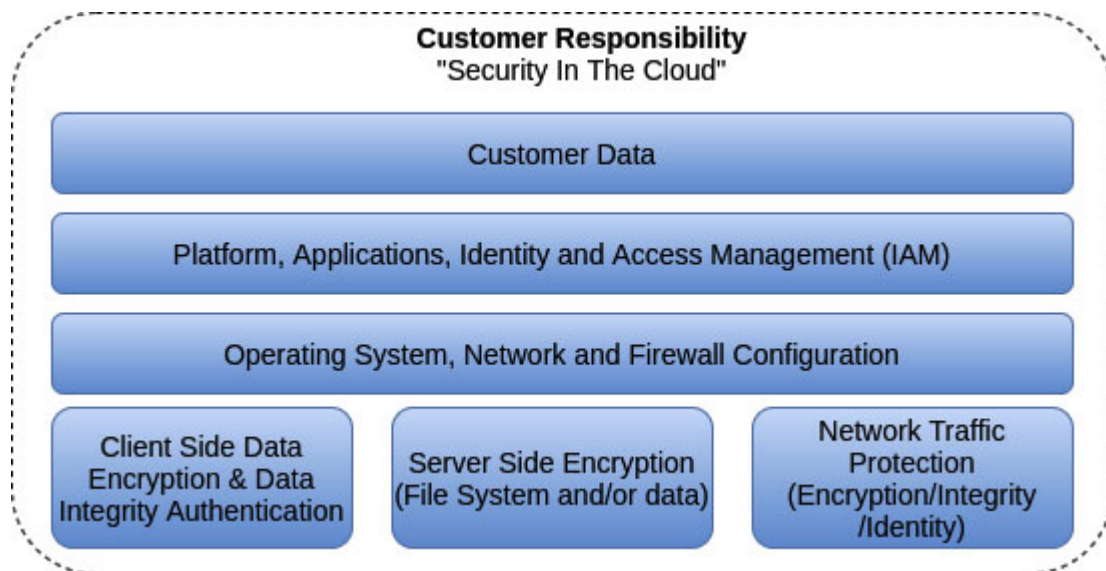 Customer Responsibility
"Security In The Cloud"
Customer Data
Platform, Applications, Identity and Access Management (IAM)
Operating System, Network and Firewall Configuration
Client Side Data
Encryption & Data
Integrity Authentication
Server Side Encryption
(File System and/or data)
Network Traffic
Protection
(Encryption/Integrity
/Identity)